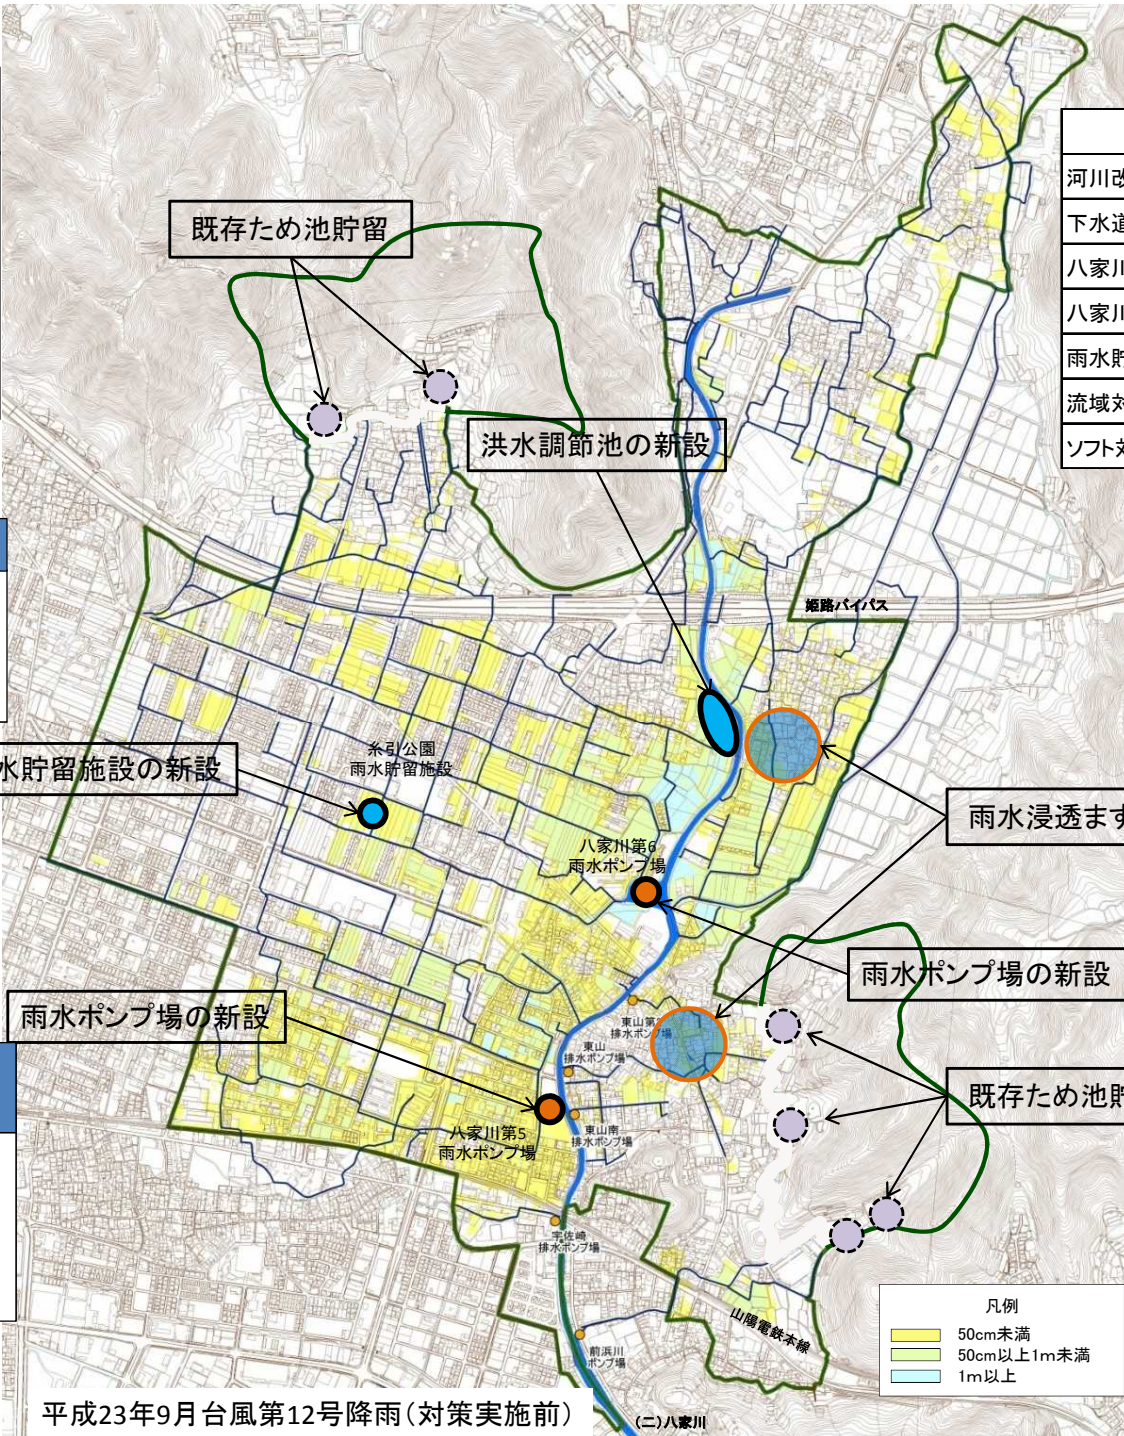 既存ため池貯留
河川改
下水道
八家川
八家川
雨水貯
流域対
ソフト対
洪水調節池の新設
姫路バイパス
水貯留施設の新設
糸引公園
雨水貯留施設
雨水浸透ます
八家川第6
雨水ポンプ場
雨水ポンプ場の新設
雨水ポンプ場の新設
東山第
排水ポンプ場
東山
排水ポンプ場
既存ため池貯
東山南
排水ポンプ場
八家川第5
雨水ポンプ場
宇佐崎
排水ポンプ場
山陽電鉄本線
前浜川
ポンプ場
凡例
50cm未満
50cm以上1m未満
1m以上
平成23年9月台風第12号降雨(対策実施前)
(二)八家川